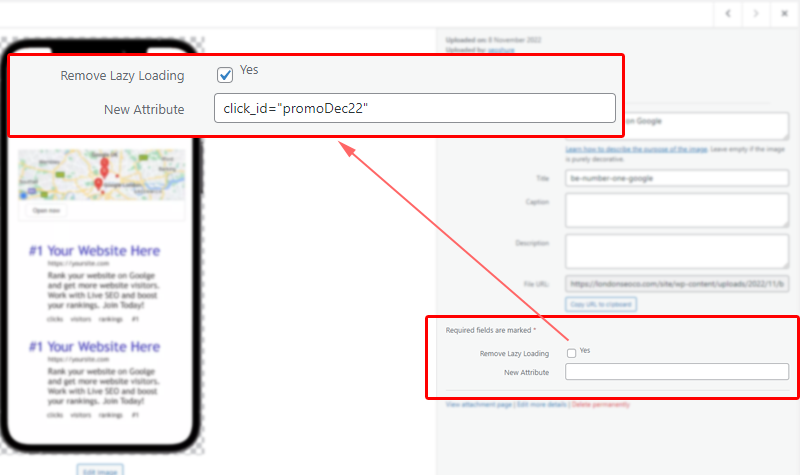 Uploaded on: 8 November 2022
Uploaded by:
Remove Lazy Loading Yes
New Attribute click_id="promoDec22"
on Google
Learn how to describe the purpose of the image. Leave empty if the image
is purely decorative.
Title be-number-one-google
Caption
Description
File URL: https://londonseoco.com/site/wp-content/uploads/2022/11/b
Copy URL to clipboard
Required fields are marked *
Remove Lazy Loading Yes
New Attribute
View attachment page | Edit more details | Delete permanently
Open now
#1 Your Website Here
https://yoursite.com
Rank your website on Goolge
and get more website visitors.
Work with Live SEO and boost
your rankings. Join Today!
clicks visitors rankings #1
#1 Your Website Here
https://yoursite.com
Rank your website on Goolge
and get more website visitors.
Work with Live SEO and boost
your rankings. Join Today!
clicks visitors rankings #1
Edit Image